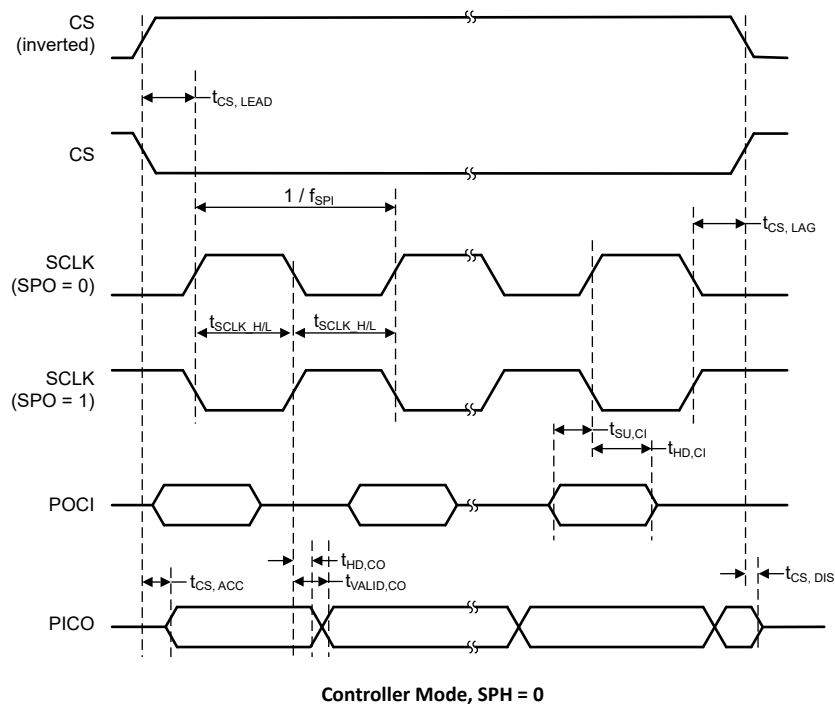 CS
(inverted)
tCS, LEAD
CS
1 / fSPI
tCS, LAG
SCLK
(SPO = 0)
tSCLK_H/L
tSCLK_H/L
SCLK
(SPO = 1)
tSU,CI
tHD,CI
POCI
tHD,CO
tVALID,CO
tCS, ACC
tCS, DIS
PICO
Controller Mode, SPH = 0